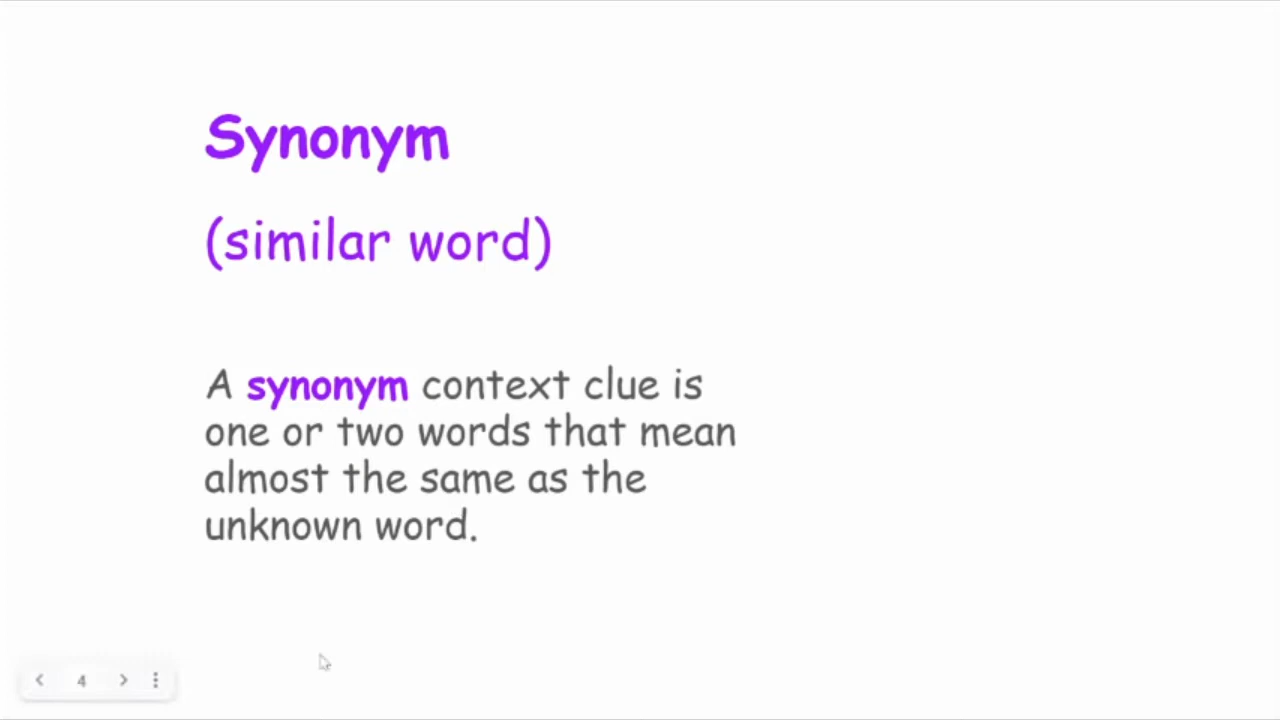 Synonym
(similar word)
A synonym context clue is
one or two words that mean
almost the same as the
unknown word.
4